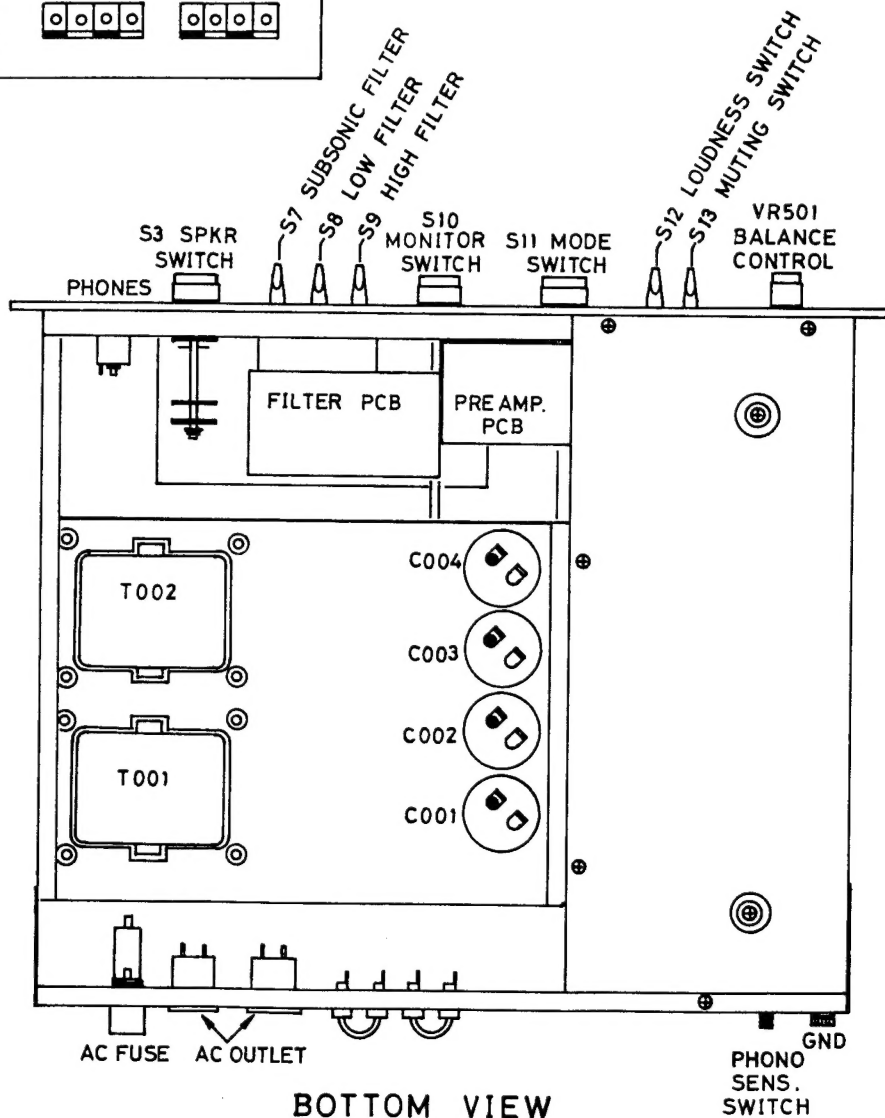 S7 SUBSONIC FILTER
S8 LOW FILTER
S9 HIGH FILTER
S12 LOUDNESS SWITCH
S13 MUTING SWITCH
S3 SPKR
SWITCH
S10
MONITOR
SWITCH
S11 MODE
SWITCH
VR501
BALANCE
CONTROL
PHONES
FILTER PCB
PRE AMP.
PCB
T002
C004
C003
C002
T001
C001
AC FUSE
AC OUTLET
PHONO
SENS.
SWITCH
GND
BOTTOM VIEW